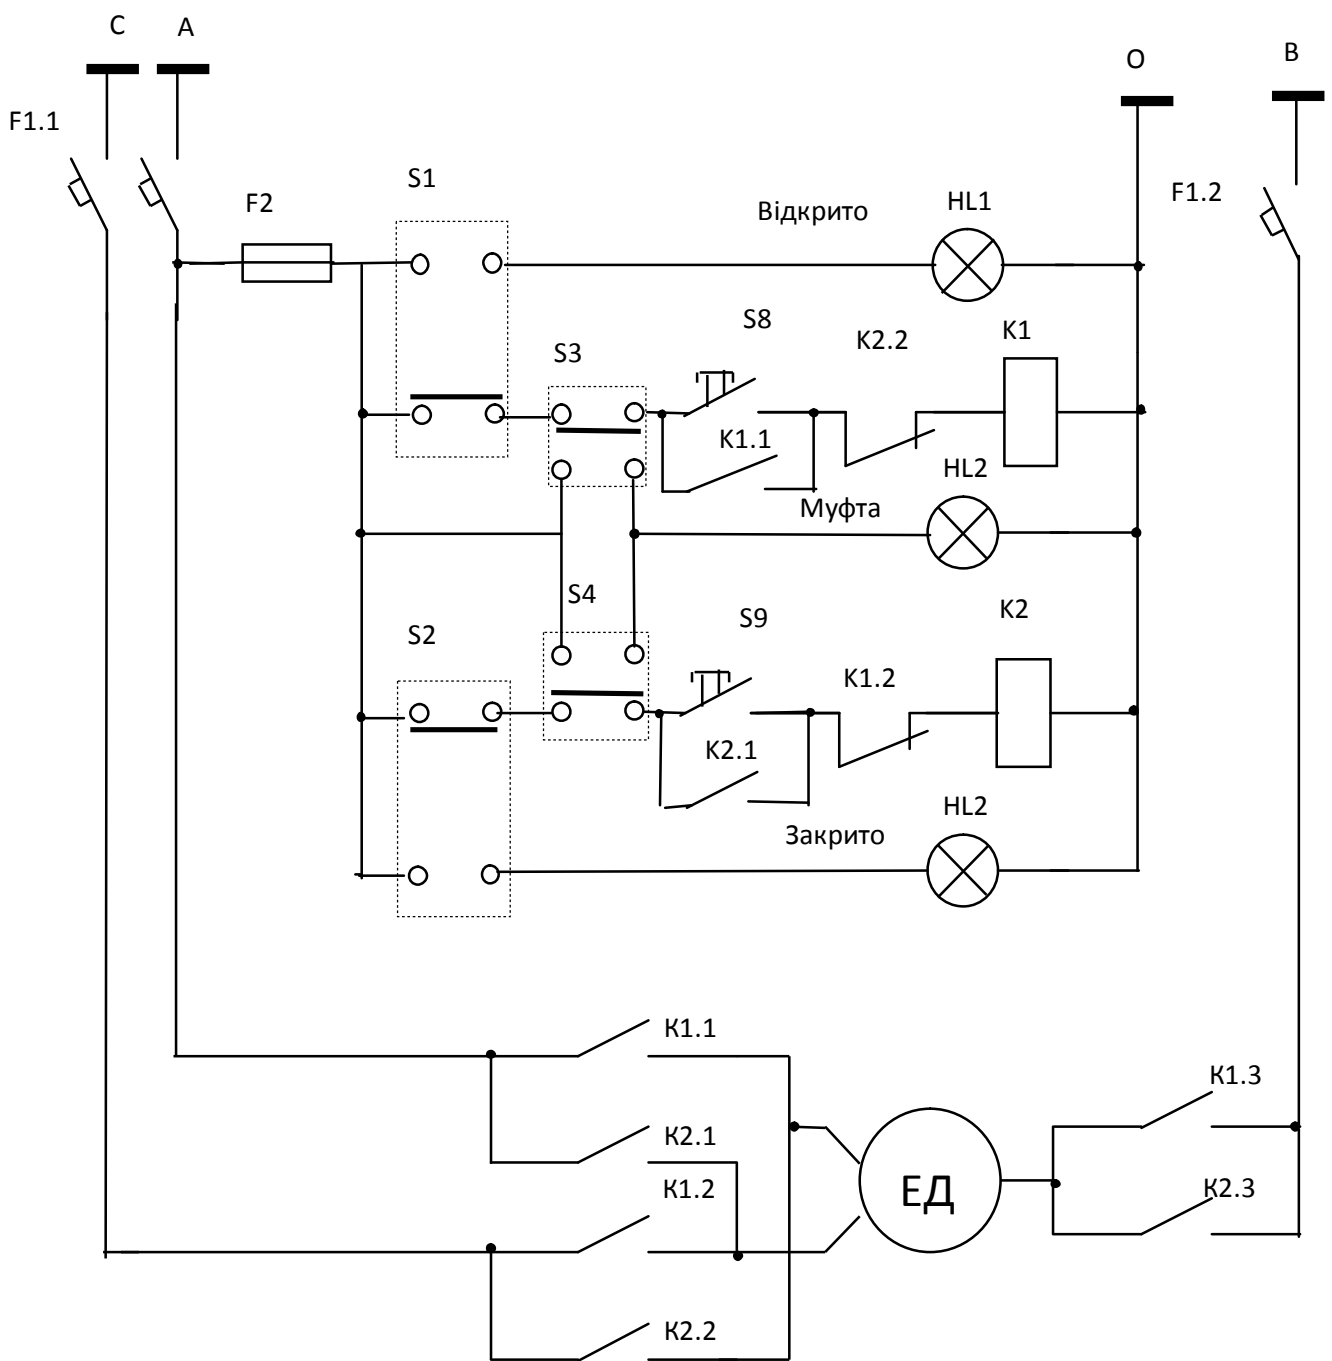 C
A
O
B
F1.1
S1
F2
Відкрито
HL1
F1.2
S8
K2.2
K1
S3
K1.1
HL2
Муфта
S4
S9
K2
S2
K1.2
K2.1
HL2
Закрито
K1.1
K1.3
K2.1
K1.2
ЕД
K2.3
K2.2